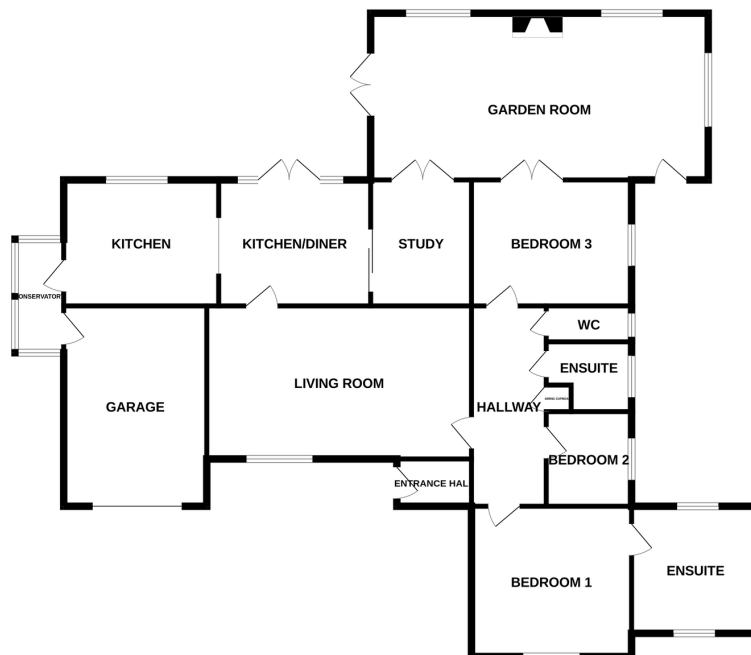 GARDEN ROOM
KITCHEN
KITCHEN/DINER
STUDY
BEDROOM 3
ONSERVATOR
WC
ENSUITE
LIVING ROOM
GARAGE
HALLWAY
BEDROOM 2
ENTRANCE HAL
BEDROOM 1
ENSUITE